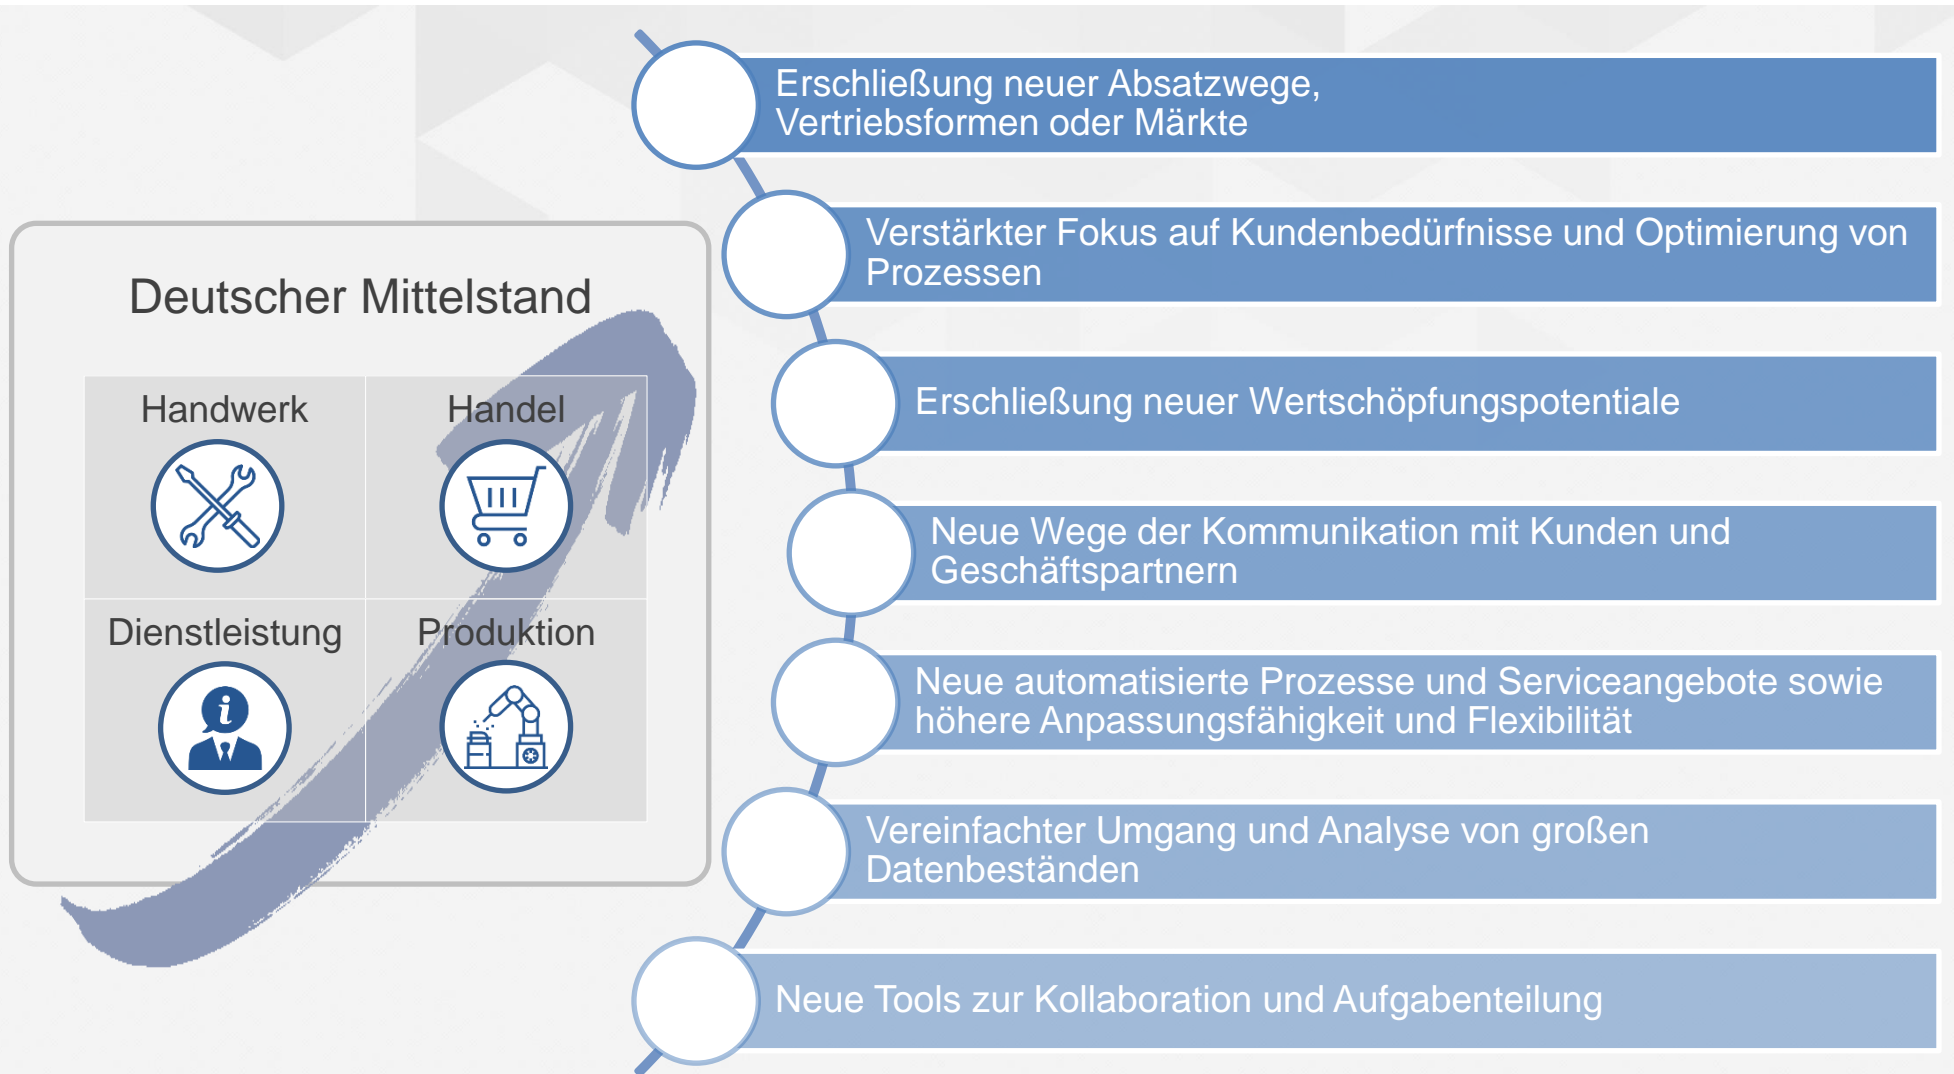 Deutscher Mittelstand
Handwerk
Handel
Dienstleistung
Produktion
Erschließung neuer Absatzwege,
Vertriebsformen oder Märkte
Verstärkter Fokus auf Kundenbedürfnisse und Optimierung von
Prozessen
Erschließung neuer Wertschöpfungspotentiale
Neue Wege der Kommunikation mit Kunden und
Geschäftspartnern
Neue automatisierte Prozesse und Serviceangebote sowie
höhere Anpassungsfähigkeit und Flexibilität
Vereinfachter Umgang und Analyse von großen
Datenbeständen
Neue Tools zur Kollaboration und Aufgabenteilung